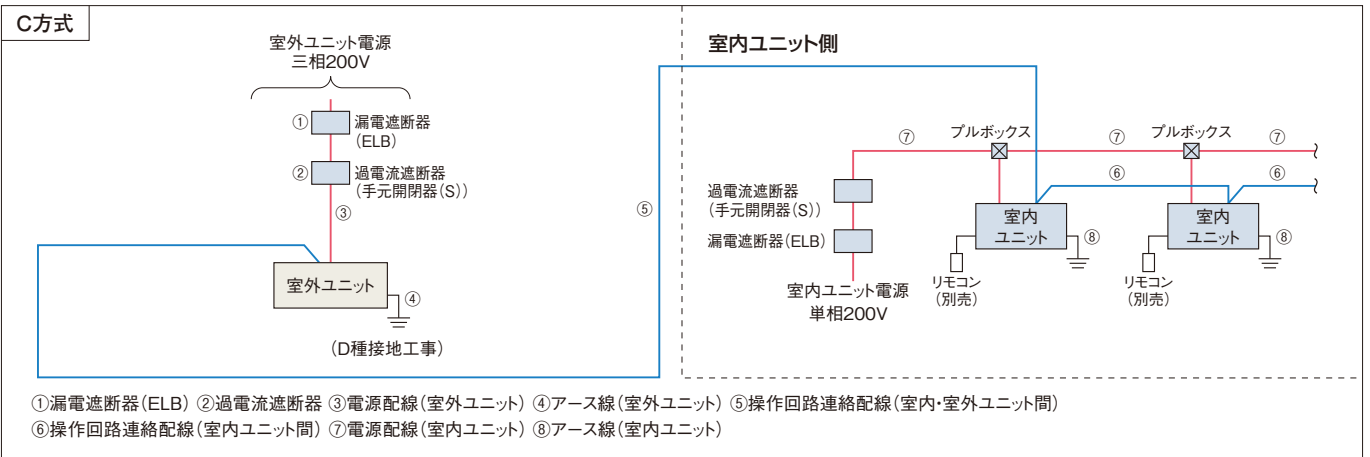 C方式
室外ユニット電源
三相200V
①
漏電遮断器
(ELB)
②
過電流遮断器
(手元開閉器(S))
③
室外ユニット
④
(D種接地工事)
⑤
室内ユニット側
⑦
プルボックス
⑦
プルボックス
⑦
⑥
⑥
過電流遮断器
(手元開閉器(S))
漏電遮断器(ELB)
室内ユニット電源
単相200V
室内
ユニット
⑧
リモコン
(別売)
室内
ユニット
⑧
リモコン
(別売)
①漏電遮断器(ELB) ②過電流遮断器 ③電源配線(室外ユニット) ④アース線(室外ユニット) ⑤操作回路連絡配線(室内・室外ユニット間)
⑥操作回路連絡配線(室内ユニット間) ⑦電源配線(室内ユニット) ⑧アース線(室内ユニット)